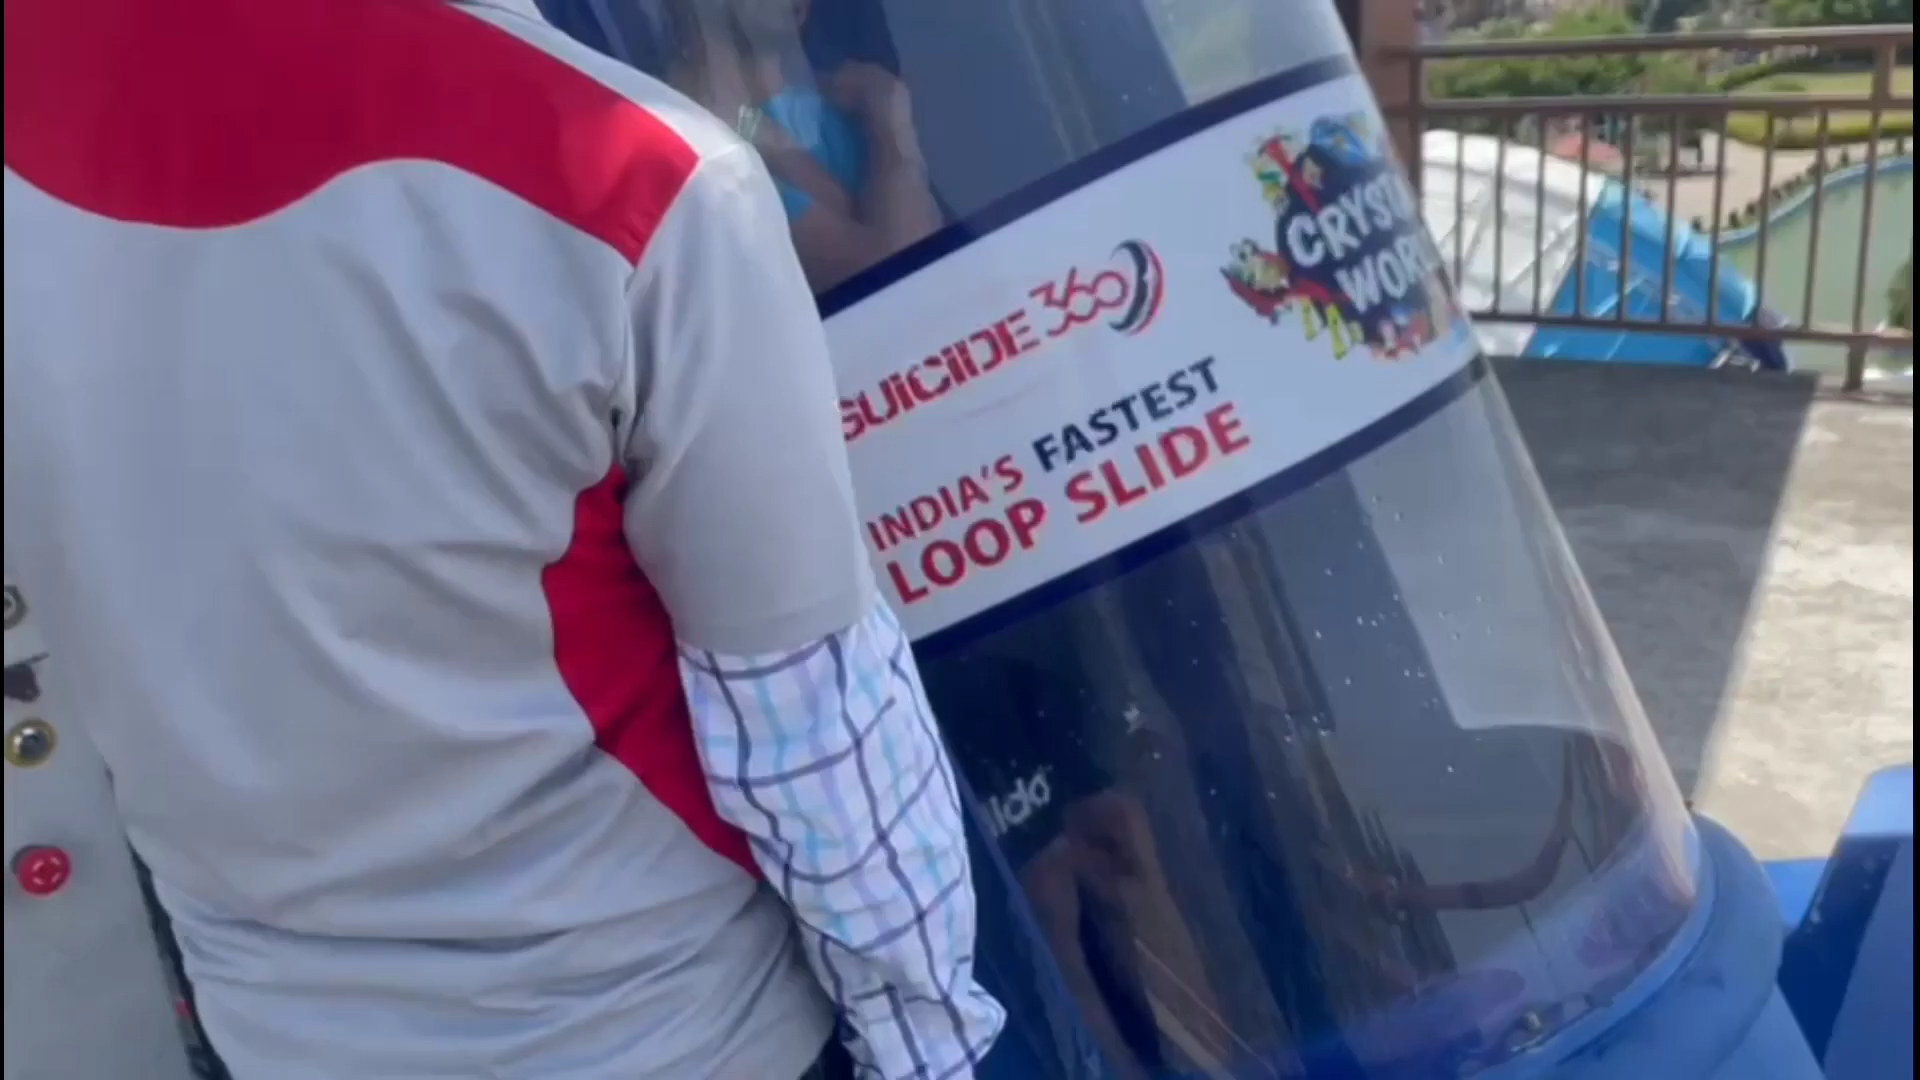 SUICIDE 360
INDIA'S FASTEST
LOOP SLIDE
CRYST
WOR